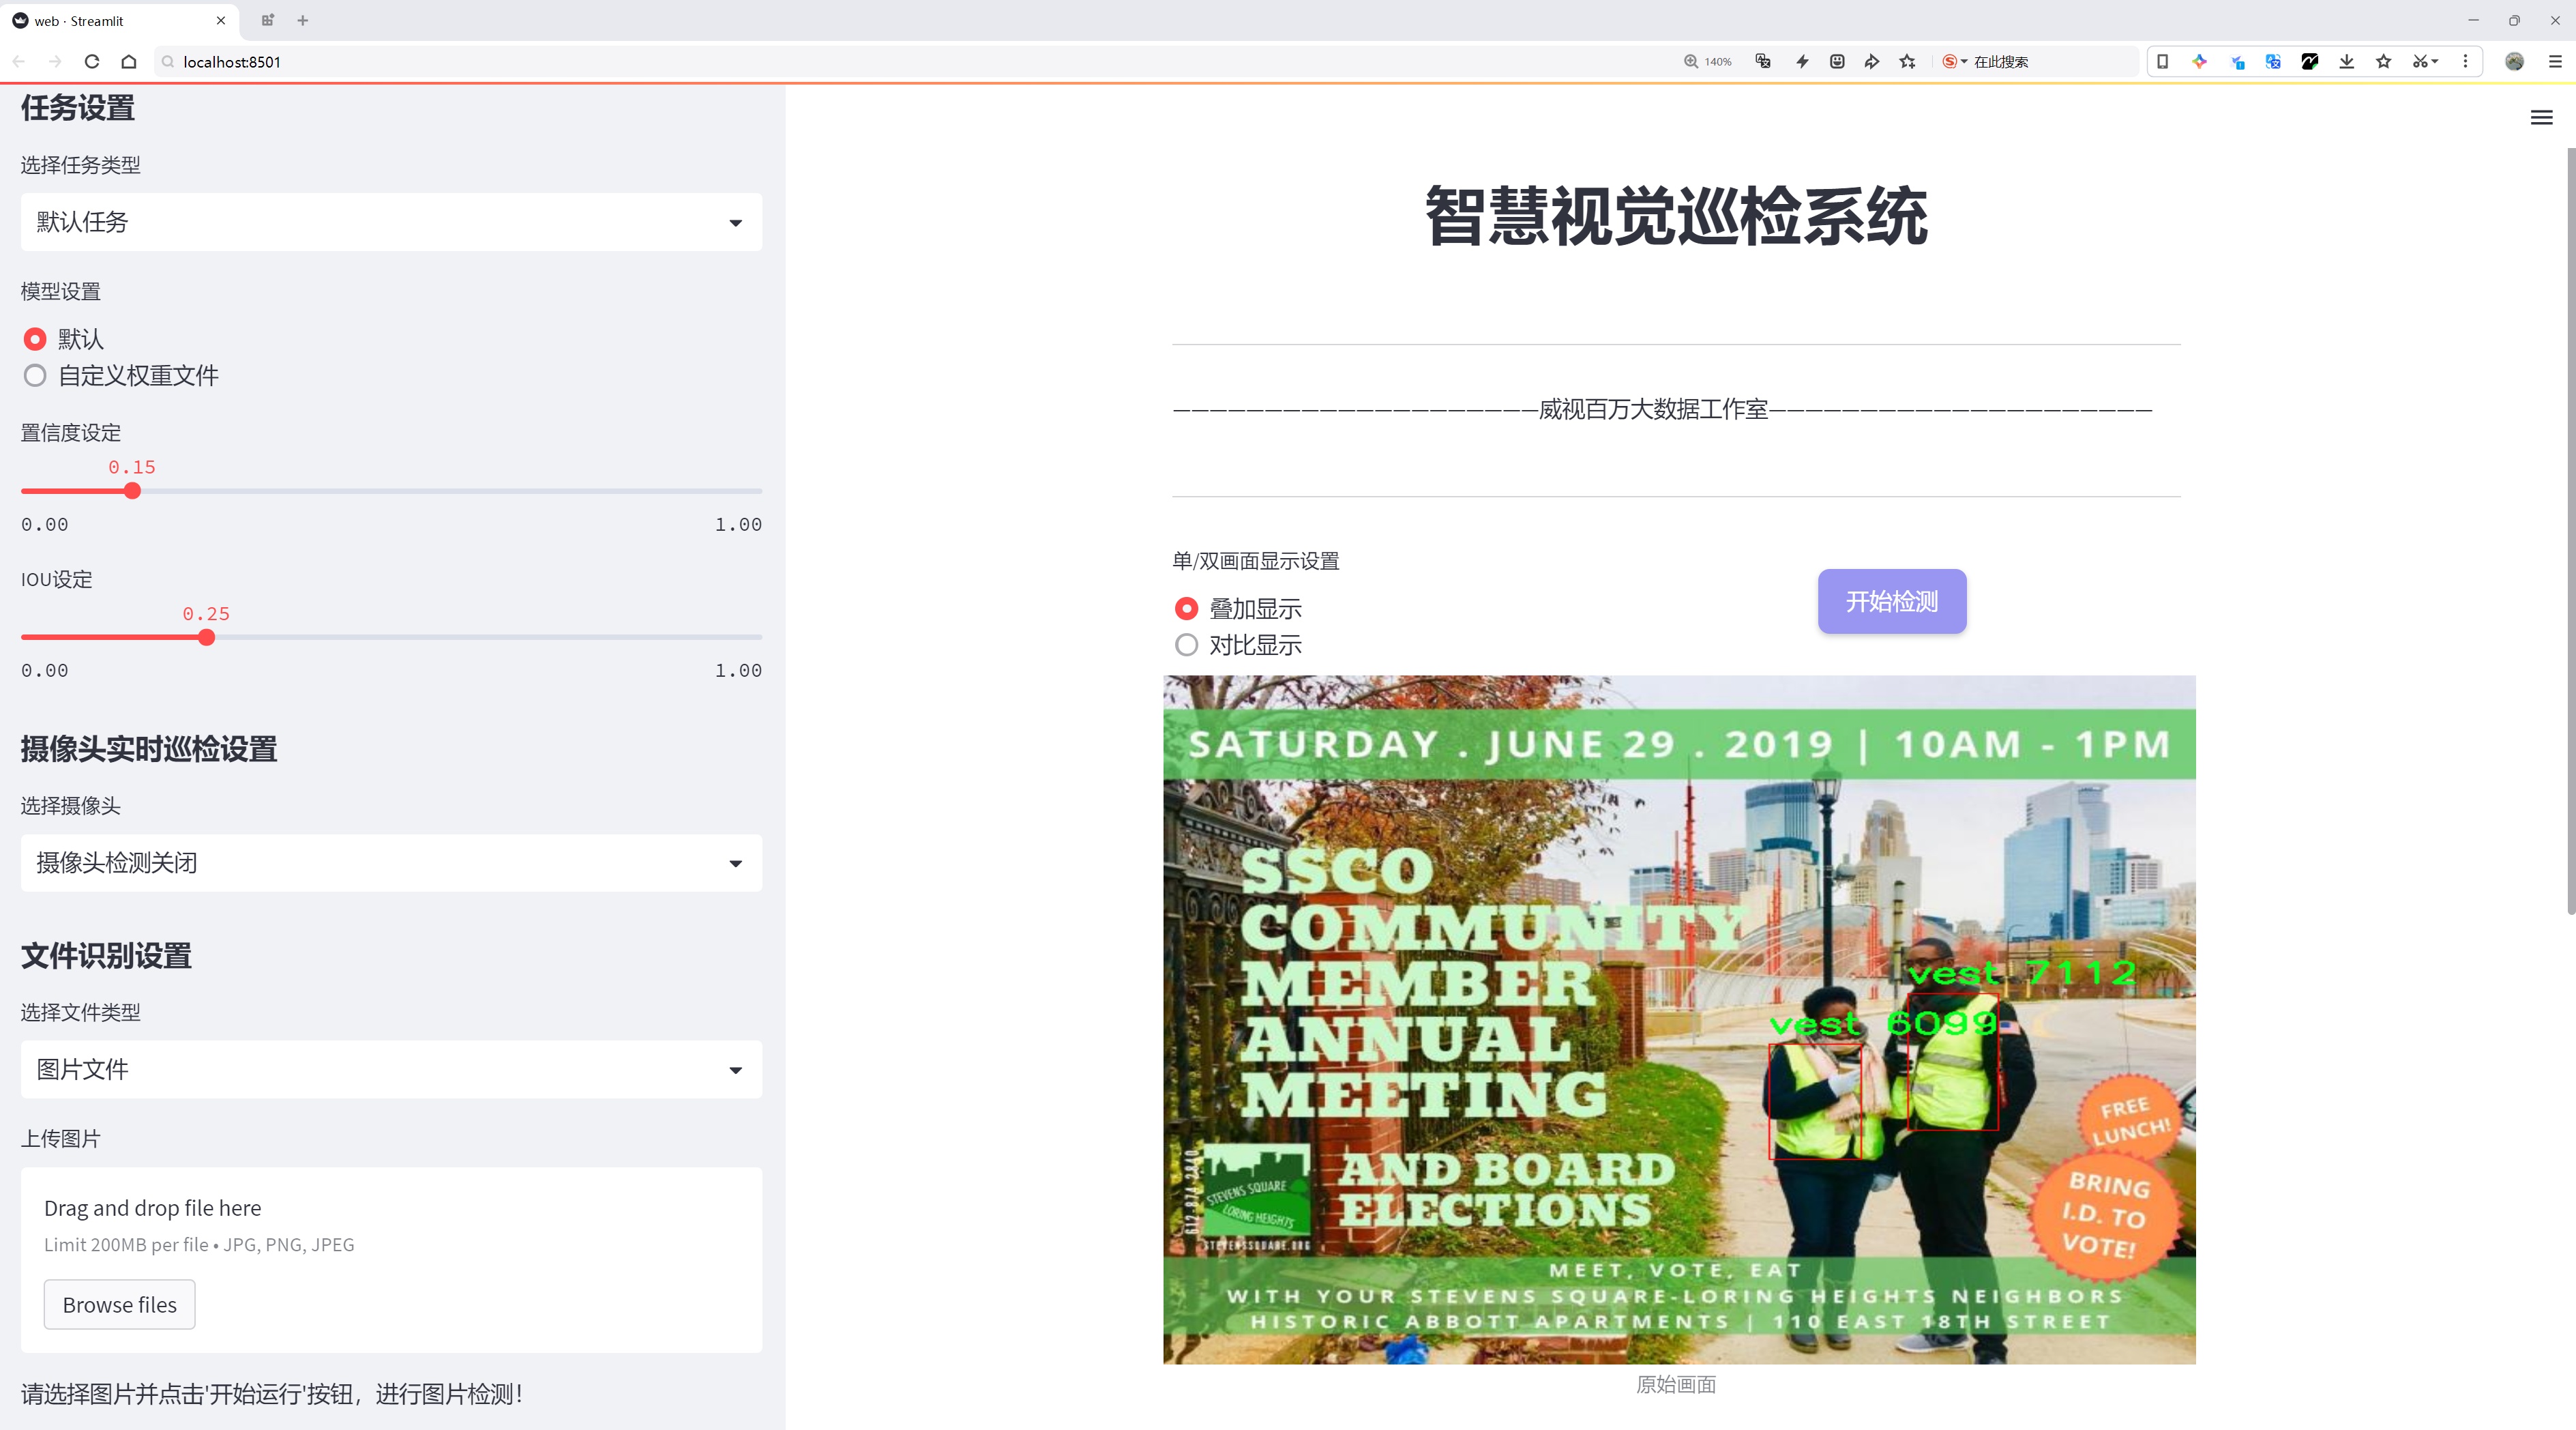 web · Streamlit
localhost:8501
140%
在此搜索
任务设置
选择任务类型
默认任务
模型设置
默认
自定义权重文件
置信度设定
0.15
0.00
1.00
IOU设定
0.25
0.00
1.00
摄像头实时巡检设置
选择摄像头
摄像头检测关闭
文件识别设置
选择文件类型
图片文件
上传图片
Drag and drop file here
Limit 200MB per file • JPG, PNG, JPEG
Browse files
请选择图片并点击'开始运行'按钮，进行图片检测！
智慧视觉巡检系统
————————————————————威视百万大数据工作室—————————————————————
单/双画面显示设置
叠加显示
对比显示
开始检测
SATURDAY . JUNE 29 . 2019 | 10AM - 1PM
SSCO
COMMUNITY
MEMBER
ANNUAL
MEETING
AND BOARD
ELECTIONS
vest 7112
vest 6099
FREE
LUNCH!
BRING
I.D. TO
VOTE!
STEVENS SQUARE
LORING HEIGHTS
STEVENSSQUARE.ORG
MEET, VOTE, EAT
WITH YOUR STEVENS SQUARE-LORING HEIGHTS NEIGHBORS
HISTORIC ABBOTT APARTMENTS | 110 EAST 18TH STREET
原始画面